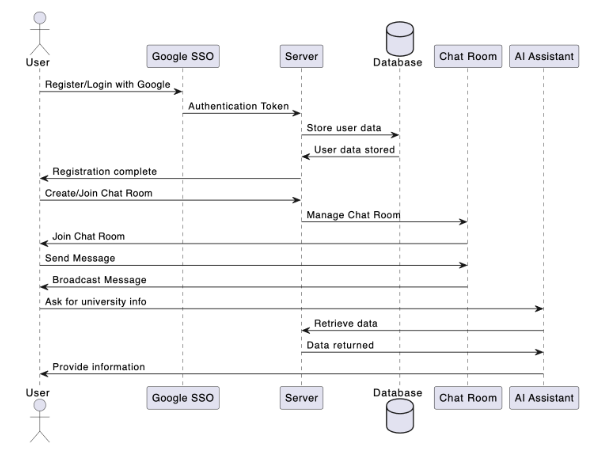 User Google SSO Server Database Chat Room AI Assistant
Register/Login with Google
Authentication Token
Store user data
User data stored
Registration complete
Create/Join Chat Room
Manage Chat Room
Join Chat Room
Send Message
Broadcast Message
Ask for university info
Retrieve data
Data returned
Provide information
User Google SSO Server Database Chat Room AI Assistant